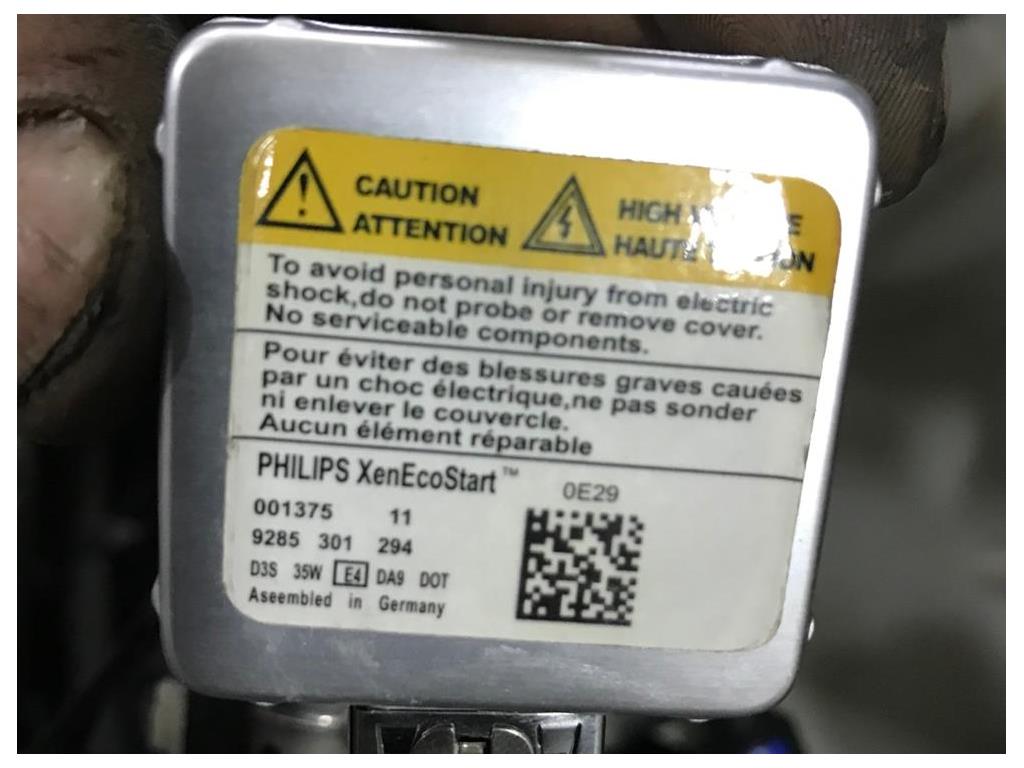 CAUTION
ATTENTION
HIGH
HAUTE
To avoid personal injury from electric
shock,do not probe or remove cover.
No serviceable components.
Pour éviter des blessures graves cauées
par un choc électrique,ne pas sonder
ni enlever le couvercle.
Aucun élément réparable
PHILIPS XenEcoStart™
0E29
001375 11
9285 301 294
D3S 35W E4 DA9 DOT
Aseembled in Germany